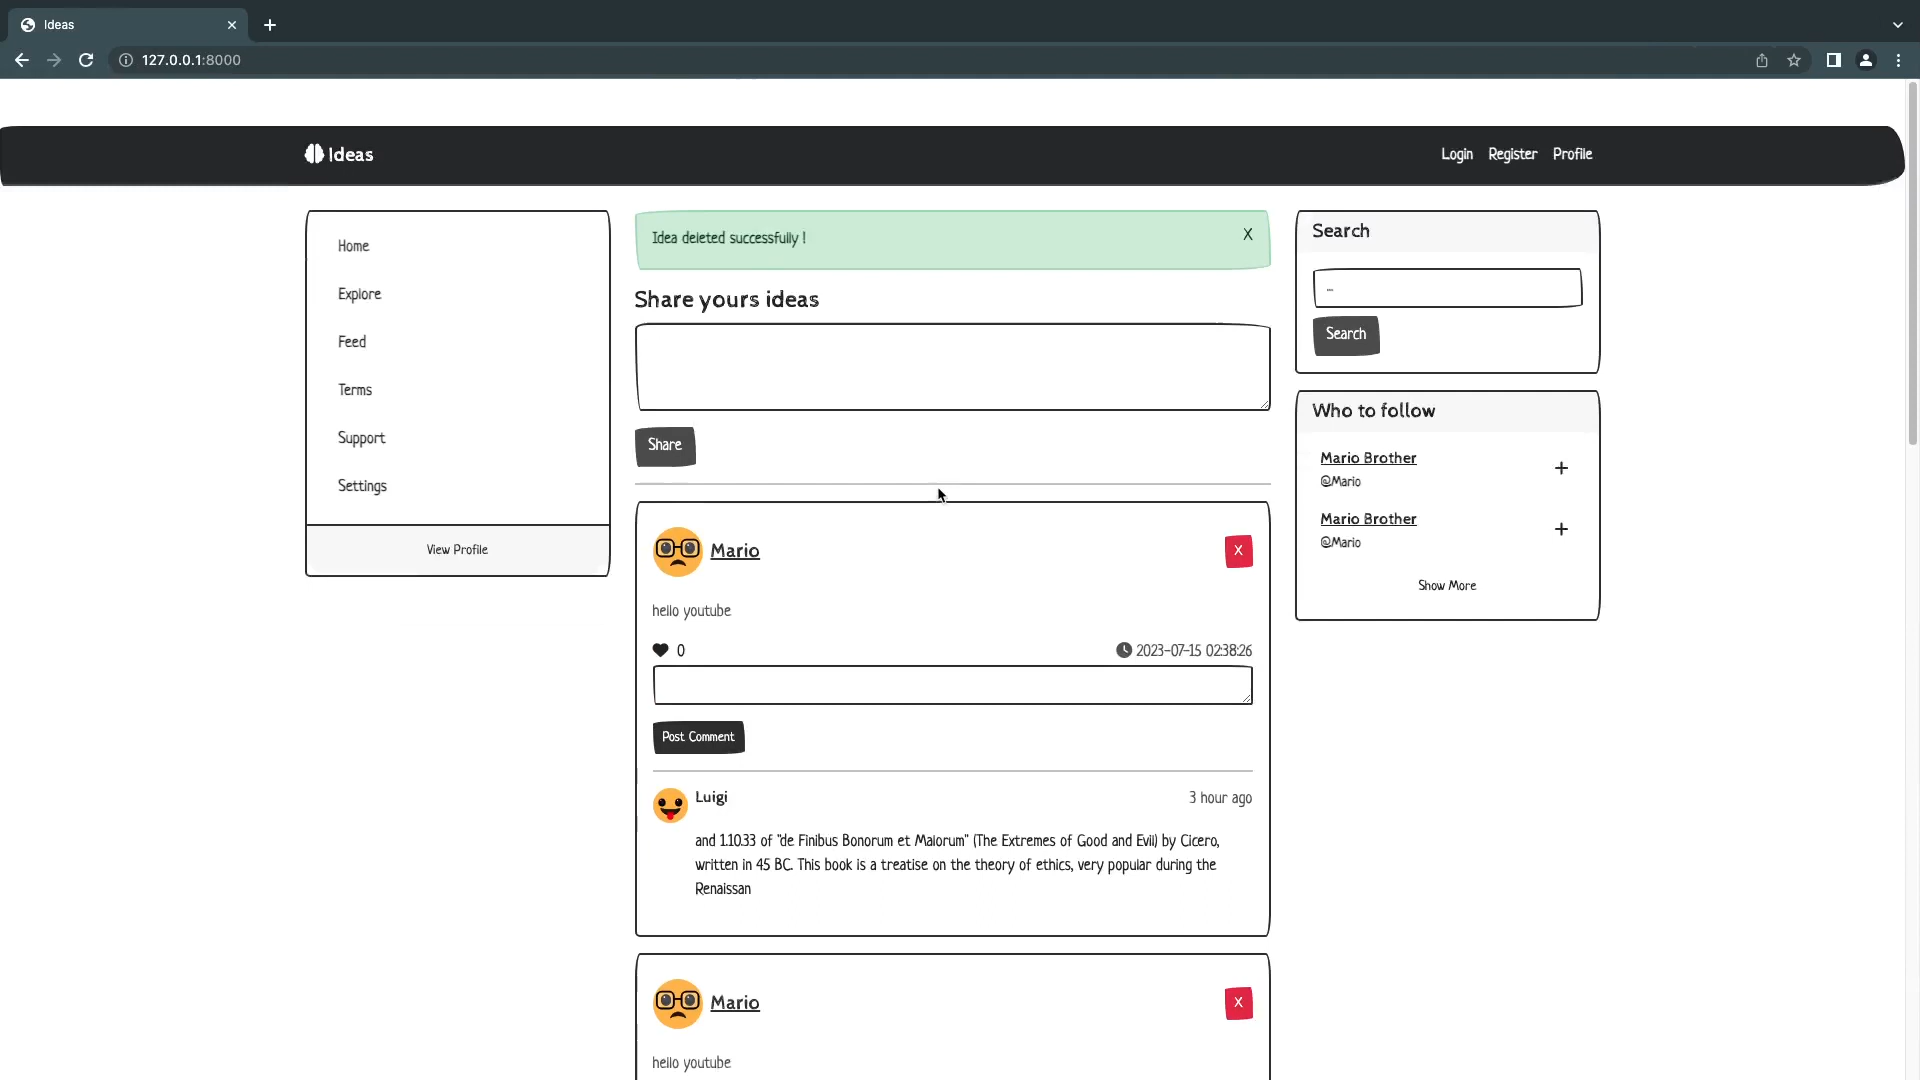 Ideas
127.0.0.1:8000
Ideas
Login Register Profile
Home
Explore
Feed
Terms
Support
Settings
View Profile
Idea deleted successfully !
X
Share yours ideas
Share
Mario
X
hello youtube
0
2023-07-15 02:38:26
Post Comment
Luigi
3 hour ago
and 1.10.33 of "de Finibus Bonorum et Malorum" (The Extremes of Good and Evil) by Cicero,
written in 45 BC. This book is a treatise on the theory of ethics, very popular during the
Renaissan
Mario
X
hello youtube
Search
...
Search
Who to follow
Mario Brother
@Mario
+
Mario Brother
@Mario
+
Show More